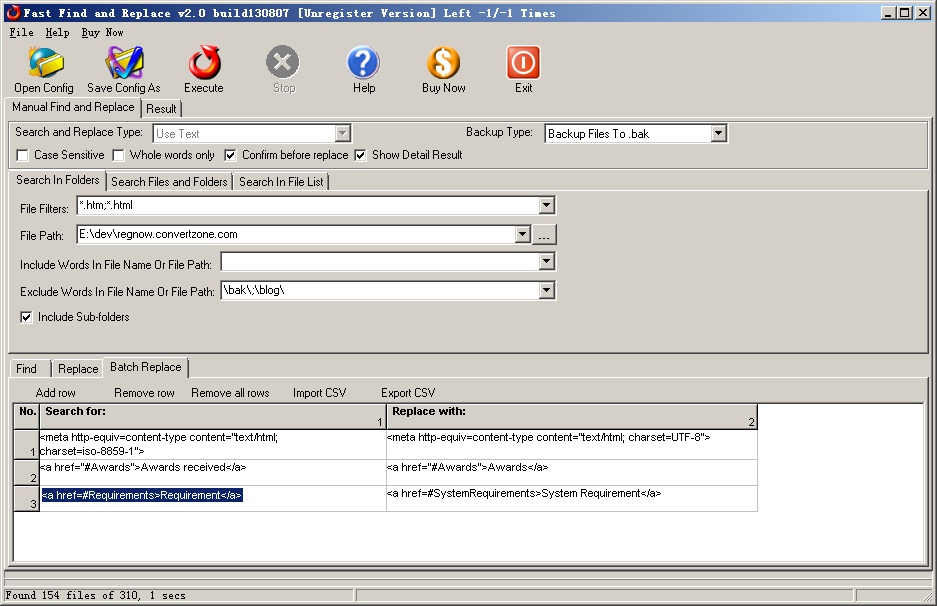 Fast Find and Replace v2.0 build130807 [Unregister Version] Left -1/-1 Times
File Help Buy Now
Open Config Save Config As Execute Stop Help Buy Now Exit
Manual Find and Replace Result
Search and Replace Type: Use Text Backup Type: Backup Files To .bak
Case Sensitive Whole words only Confirm before replace Show Detail Result
Search In Folders Search Files and Folders Search In File List
File Filters: *.htm;*.html
File Path: E:\dev\regnow.convertzone.com ...
Include Words In File Name Or File Path:
Exclude Words In File Name Or File Path: \bak\;\blog\
Include Sub-folders
Find Replace Batch Replace
Add row Remove row Remove all rows Import CSV Export CSV
No. Search for: 1 Replace with: 2
1 <meta http-equiv=content-type content="text/html; <meta http-equiv=content-type content="text/html; charset=UTF-8">
charset=iso-8859-1">
2 <a href="#Awards">Awards received</a> <a href="#Awards">Awards</a>
3 <a href=#Requirements>Requirement</a> <a href=#SystemRequirements>System Requirement</a>
Found 154 files of 310, 1 secs